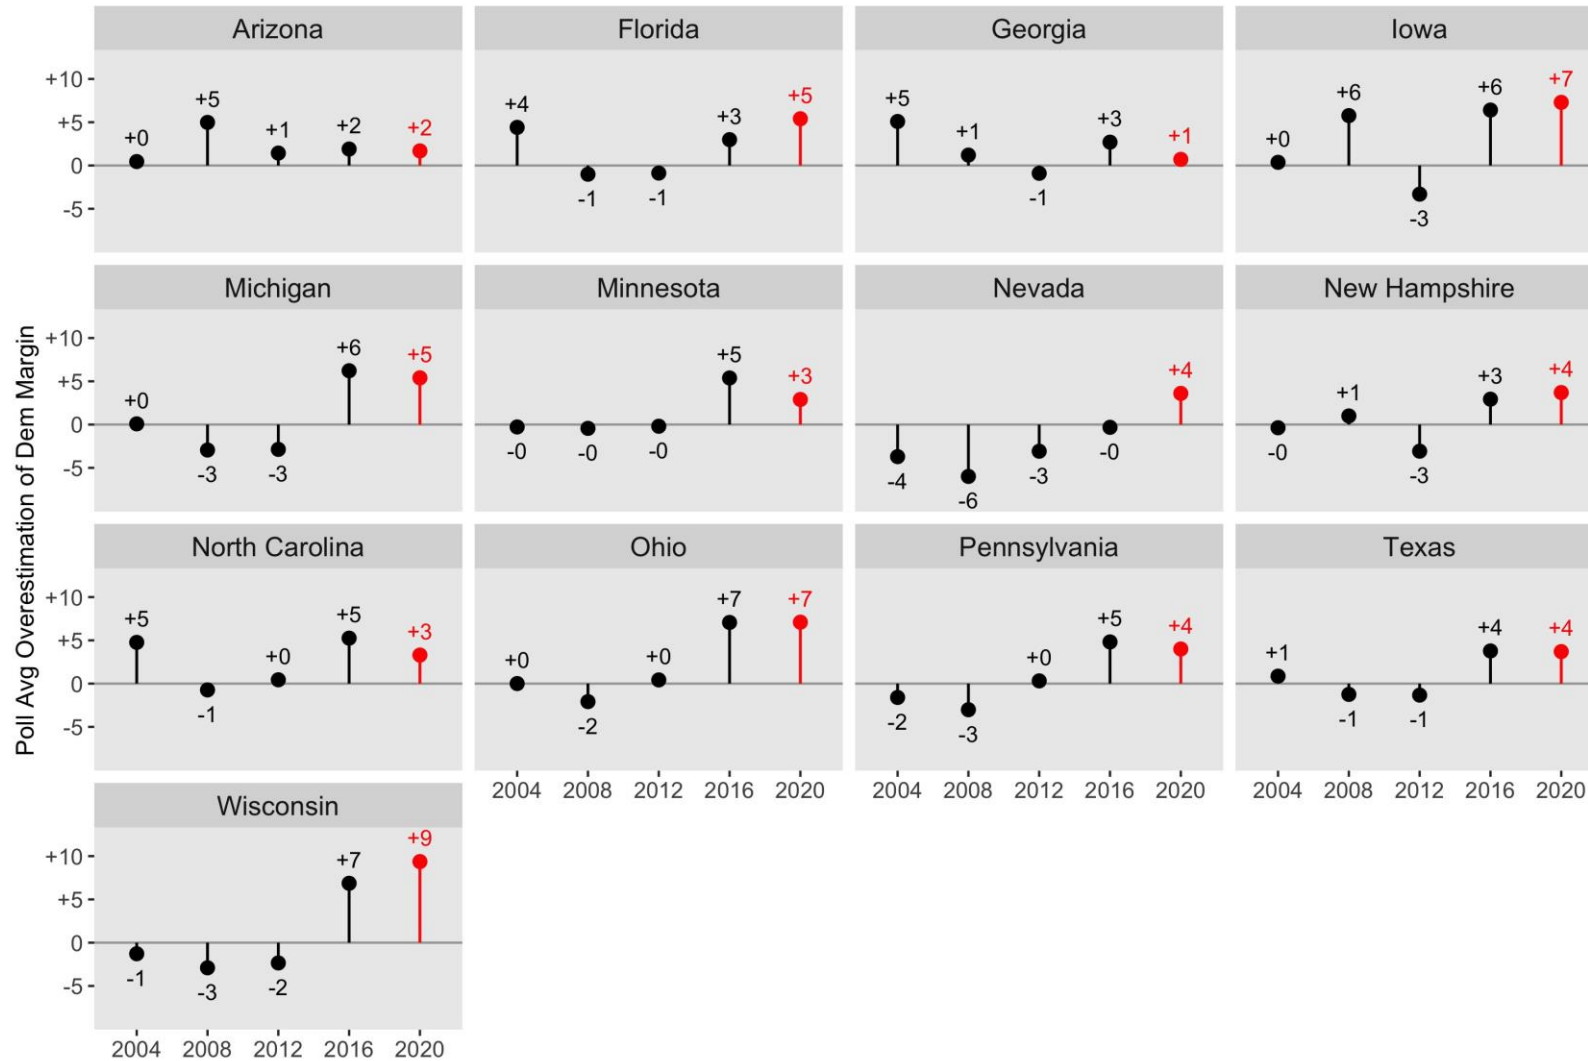 Poll Avg Overestimation of Dem Margin
Arizona Florida Georgia Iowa
+10
+5
0
-5
+0 +5 +1 +2 +2
+4 -1 -1 +3 +5
+5 +1 -1 +3 +1
+0 +6 -3 +6 +7
Michigan Minnesota Nevada New Hampshire
+10
+5
0
-5
+0 -3 -3 +6 +5
-0 -0 -0 +5 +3
-4 -6 -3 -0 +4
-0 +1 -3 +3 +4
North Carolina Ohio Pennsylvania Texas
+10
+5
0
-5
+5 -1 +0 +5 +3
+0 -2 +0 +7 +7
-2 -3 +0 +5 +4
+1 -1 -1 +4 +4
2004 2008 2012 2016 2020 2004 2008 2012 2016 2020 2004 2008 2012 2016 2020
Wisconsin
+10
+5
0
-5
-1 -3 -2 +7 +9
2004 2008 2012 2016 2020